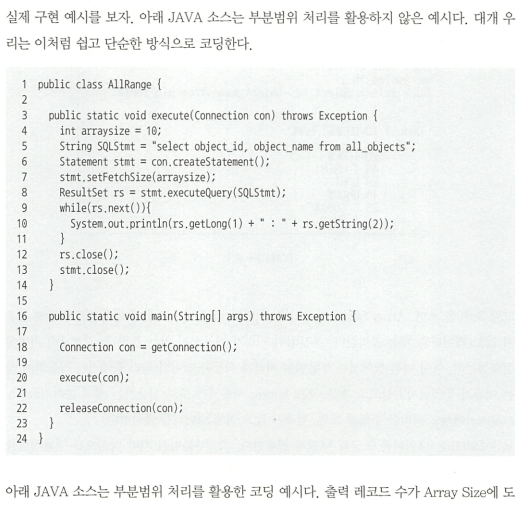 실제 구현 예시를 보자. 아래 JAVA 소스는 부분범위 처리를 활용하지 않은 예시다. 대개 우
리는 이처럼 쉽고 단순한 방식으로 코딩한다.
1 public class AllRange {
2
3 public static void execute(Connection con) throws Exception {
4 int arraysize = 10;
5 String SQLStmt = "select object_id, object_name from all_objects";
6 Statement stmt = con.createStatement();
7 stmt.setFetchSize(arraysize);
8 ResultSet rs = stmt.executeQuery(SQLStmt);
9 while(rs.next()){
10 System.out.println(rs.getLong(1) + " : " + rs.getString(2));
11 }
12 rs.close();
13 stmt.close();
14 }
15
16 public static void main(String[] args) throws Exception {
17
18 Connection con = getConnection();
19
20 execute(con);
21
22 releaseConnection(con);
23 }
24 }
아래 JAVA 소스는 부분범위 처리를 활용한 코딩 예시다. 출력 레코드 수가 Array Size에 도